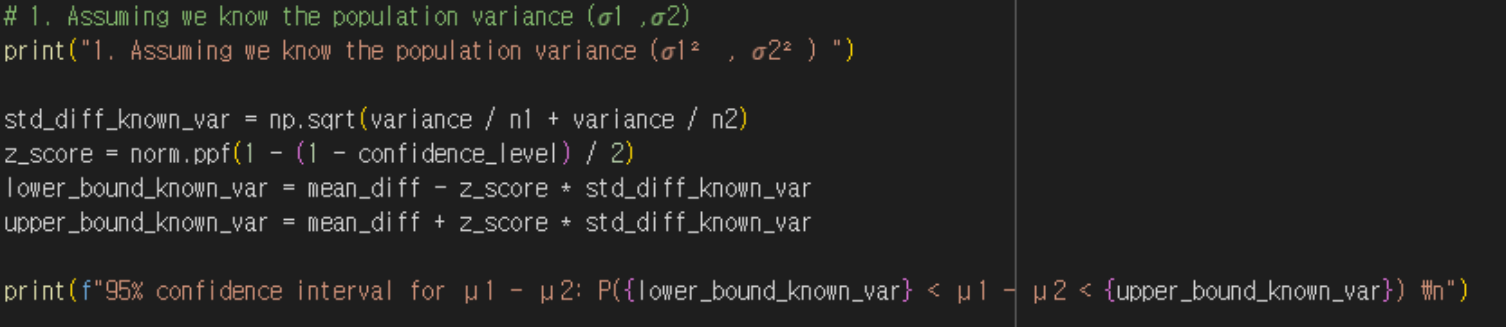 # 1. Assuming we know the population variance (σ1 ,σ2)
print("1. Assuming we know the population variance (σ1² , σ2² ) ")
std_diff_known_var = np.sqrt(variance / n1 + variance / n2)
z_score = norm.ppf(1 - (1 - confidence_level) / 2)
lower_bound_known_var = mean_diff - z_score * std_diff_known_var
upper_bound_known_var = mean_diff + z_score * std_diff_known_var
print(f"95% confidence interval for μ1 - μ2: P({lower_bound_known_var} < μ1 - μ2 < {upper_bound_known_var}) ₩n")